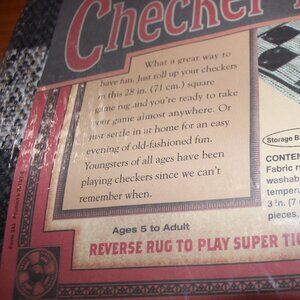 Checker
What a great way to
have fun. Just roll up your checkers
in this 28 in. (71 cm.) square
game rug and you're ready to take
your game almost anywhere. Or
just settle in at home for an easy
evening of old-fashioned fun.
Youngsters of all ages have been
playing checkers since we can't
remember when.
Ages 5 to Adult
REVERSE RUG TO PLAY SUPER TI
Storage B
CONTEN
Fabric ru
washab
tempera
3 in. (7
pieces,